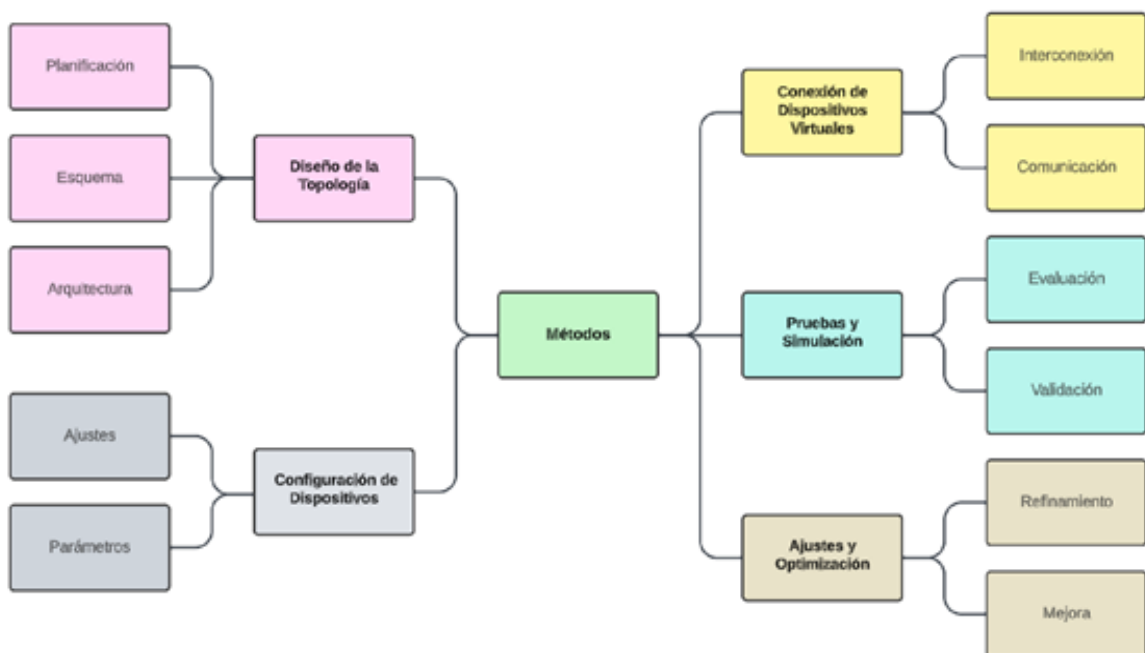 Planificación
Esquema
Arquitectura
Diseño de la
Topología
Ajustes
Parámetros
Configuración de
Dispositivos
Métodos
Conexión de
Dispositivos
Virtuales
Interconexión
Comunicación
Pruebas y
Simulación
Evaluación
Validación
Ajustes y
Optimización
Refinamiento
Mejora